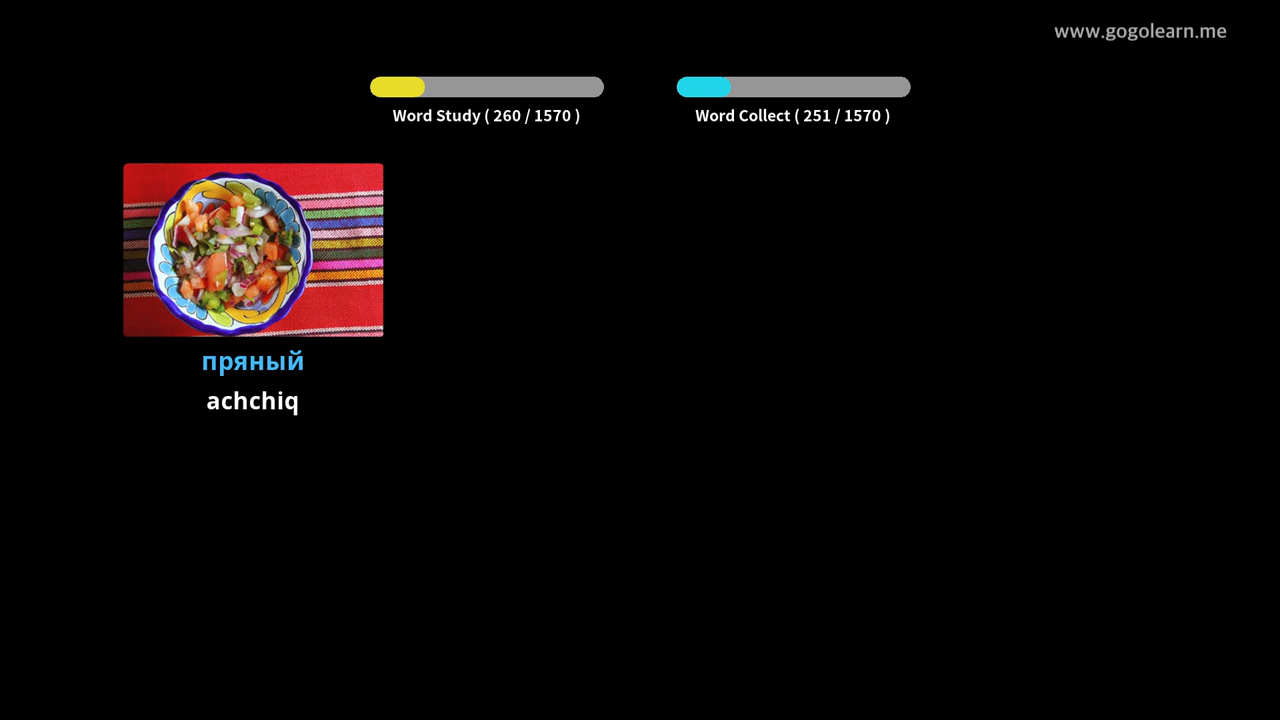 www.gogolearn.me
Word Study ( 260 / 1570 )
Word Collect ( 251 / 1570 )
пряный
achchiq